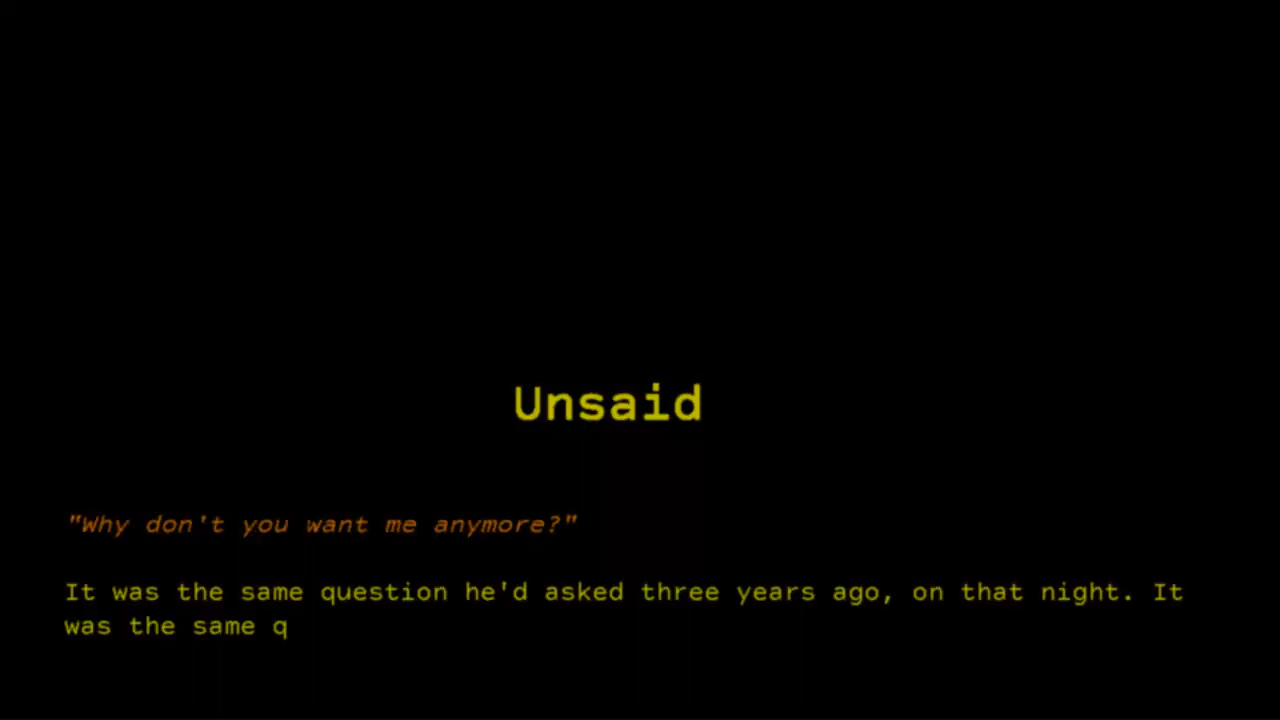 Unsaid
"Why don't you want me anymore?"
It was the same question he'd asked three years ago, on that night. It
was the same q